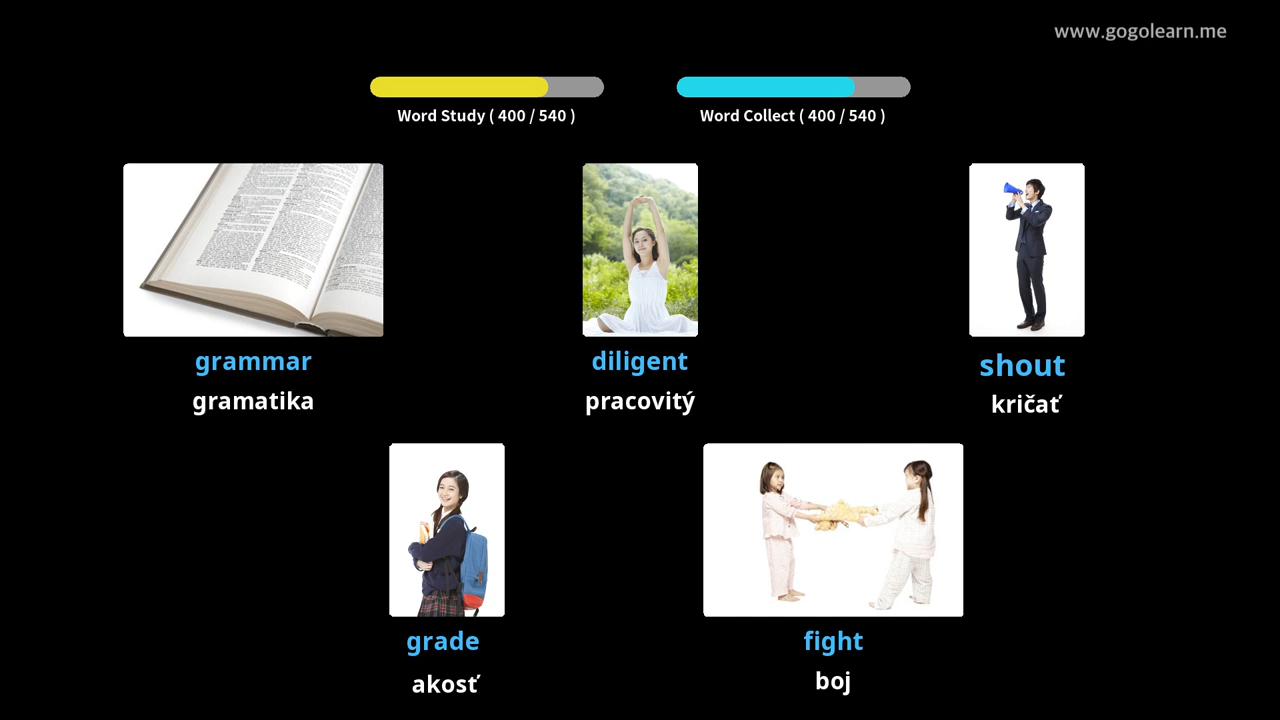 www.gogolearn.me
Word Study ( 400 / 540 )
Word Collect ( 400 / 540 )
grammar
gramatika
diligent
pracovitý
shout
kričať
grade
akosť
fight
boj